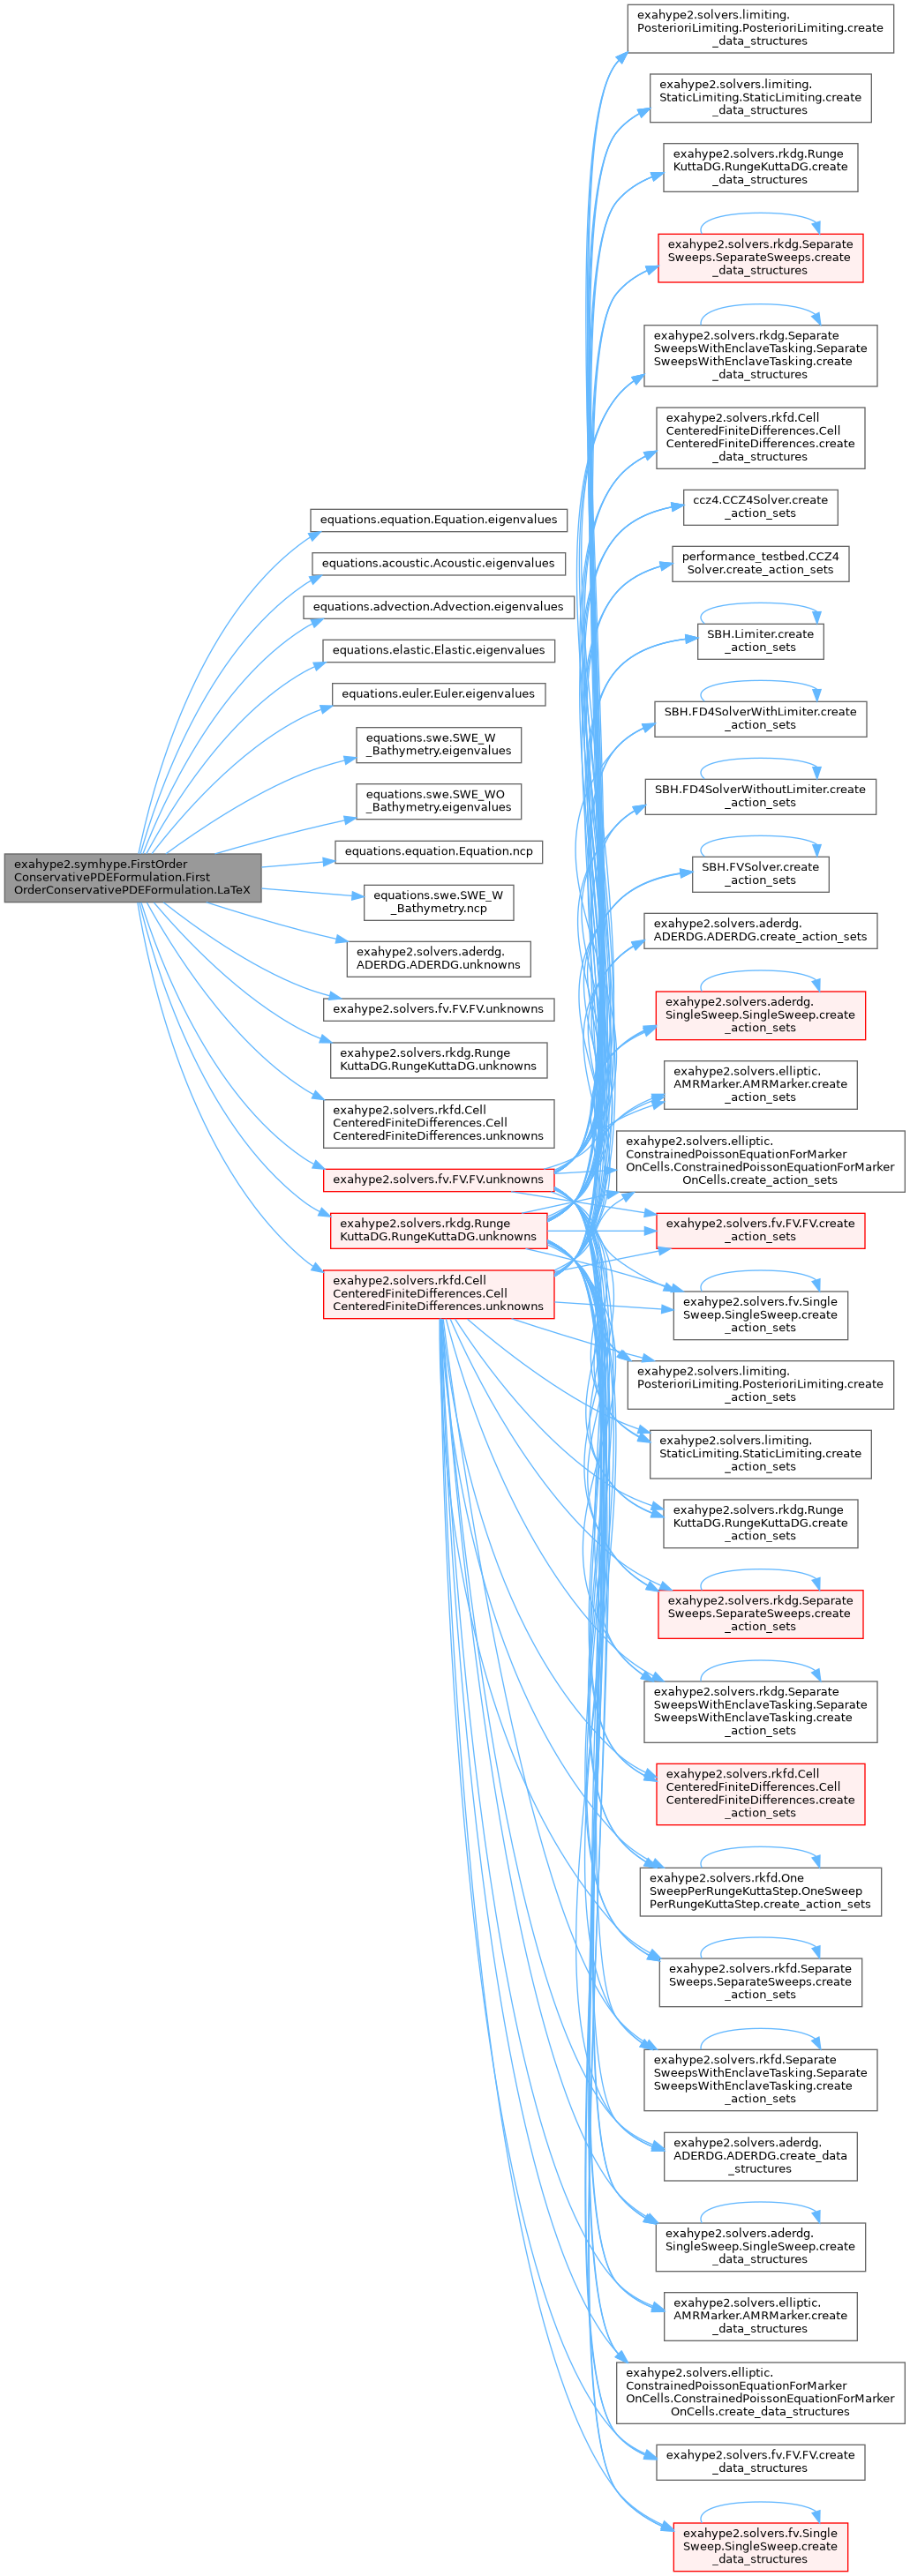 exahype2.symhype.FirstOrder
ConservativePDEFormulation.First
OrderConservativePDEFormulation.LaTeX
equations.equation.Equation.eigenvalues
equations.acoustic.Acoustic.eigenvalues
equations.advection.Advection.eigenvalues
equations.elastic.Elastic.eigenvalues
equations.euler.Euler.eigenvalues
equations.swe.SWE_W
_Bathymetry.eigenvalues
equations.swe.SWE_WO
_Bathymetry.eigenvalues
equations.equation.Equation.ncp
equations.swe.SWE_W
_Bathymetry.ncp
exahype2.solvers.aderdg.
ADERDG.ADERDG.unknowns
exahype2.solvers.fv.FV.FV.unknowns
exahype2.solvers.rkdg.Runge
KuttaDG.RungeKuttaDG.unknowns
exahype2.solvers.rkfd.Cell
CenteredFiniteDifferences.Cell
CenteredFiniteDifferences.unknowns
exahype2.solvers.fv.FV.FV.unknowns
exahype2.solvers.rkdg.Runge
KuttaDG.RungeKuttaDG.unknowns
exahype2.solvers.rkfd.Cell
CenteredFiniteDifferences.Cell
CenteredFiniteDifferences.unknowns
exahype2.solvers.limiting.
PosterioriLimiting.PosterioriLimiting.create
_data_structures
exahype2.solvers.limiting.
StaticLimiting.StaticLimiting.create
_data_structures
exahype2.solvers.rkdg.Runge
KuttaDG.RungeKuttaDG.create
_data_structures
exahype2.solvers.rkdg.Separate
Sweeps.SeparateSweeps.create
_data_structures
exahype2.solvers.rkdg.Separate
SweepsWithEnclaveTasking.Separate
SweepsWithEnclaveTasking.create
_data_structures
exahype2.solvers.rkfd.Cell
CenteredFiniteDifferences.Cell
CenteredFiniteDifferences.create
_data_structures
ccz4.CCZ4Solver.create
_action_sets
performance_testbed.CCZ4
Solver.create_action_sets
SBH.Limiter.create
_action_sets
SBH.FD4SolverWithLimiter.create
_action_sets
SBH.FD4SolverWithoutLimiter.create
_action_sets
SBH.FVSolver.create
_action_sets
exahype2.solvers.aderdg.
ADERDG.ADERDG.create_action_sets
exahype2.solvers.aderdg.
SingleSweep.SingleSweep.create
_action_sets
exahype2.solvers.elliptic.
AMRMarker.AMRMarker.create
_action_sets
exahype2.solvers.elliptic.
ConstrainedPoissonEquationForMarker
OnCells.ConstrainedPoissonEquationForMarker
OnCells.create_action_sets
exahype2.solvers.fv.FV.FV.create
_action_sets
exahype2.solvers.fv.Single
Sweep.SingleSweep.create
_action_sets
exahype2.solvers.limiting.
PosterioriLimiting.PosterioriLimiting.create
_action_sets
exahype2.solvers.limiting.
StaticLimiting.StaticLimiting.create
_action_sets
exahype2.solvers.rkdg.Runge
KuttaDG.RungeKuttaDG.create
_action_sets
exahype2.solvers.rkdg.Separate
Sweeps.SeparateSweeps.create
_action_sets
exahype2.solvers.rkdg.Separate
SweepsWithEnclaveTasking.Separate
SweepsWithEnclaveTasking.create
_action_sets
exahype2.solvers.rkfd.Cell
CenteredFiniteDifferences.Cell
CenteredFiniteDifferences.create
_action_sets
exahype2.solvers.rkfd.One
SweepPerRungeKuttaStep.OneSweep
PerRungeKuttaStep.create_action_sets
exahype2.solvers.rkfd.Separate
Sweeps.SeparateSweeps.create
_action_sets
exahype2.solvers.rkfd.Separate
SweepsWithEnclaveTasking.Separate
SweepsWithEnclaveTasking.create
_action_sets
exahype2.solvers.aderdg.
ADERDG.ADERDG.create_data
_structures
exahype2.solvers.aderdg.
SingleSweep.SingleSweep.create
_data_structures
exahype2.solvers.elliptic.
AMRMarker.AMRMarker.create
_data_structures
exahype2.solvers.elliptic.
ConstrainedPoissonEquationForMarker
OnCells.ConstrainedPoissonEquationForMarker
OnCells.create_data_structures
exahype2.solvers.fv.FV.FV.create
_data_structures
exahype2.solvers.fv.Single
Sweep.SingleSweep.create
_data_structures